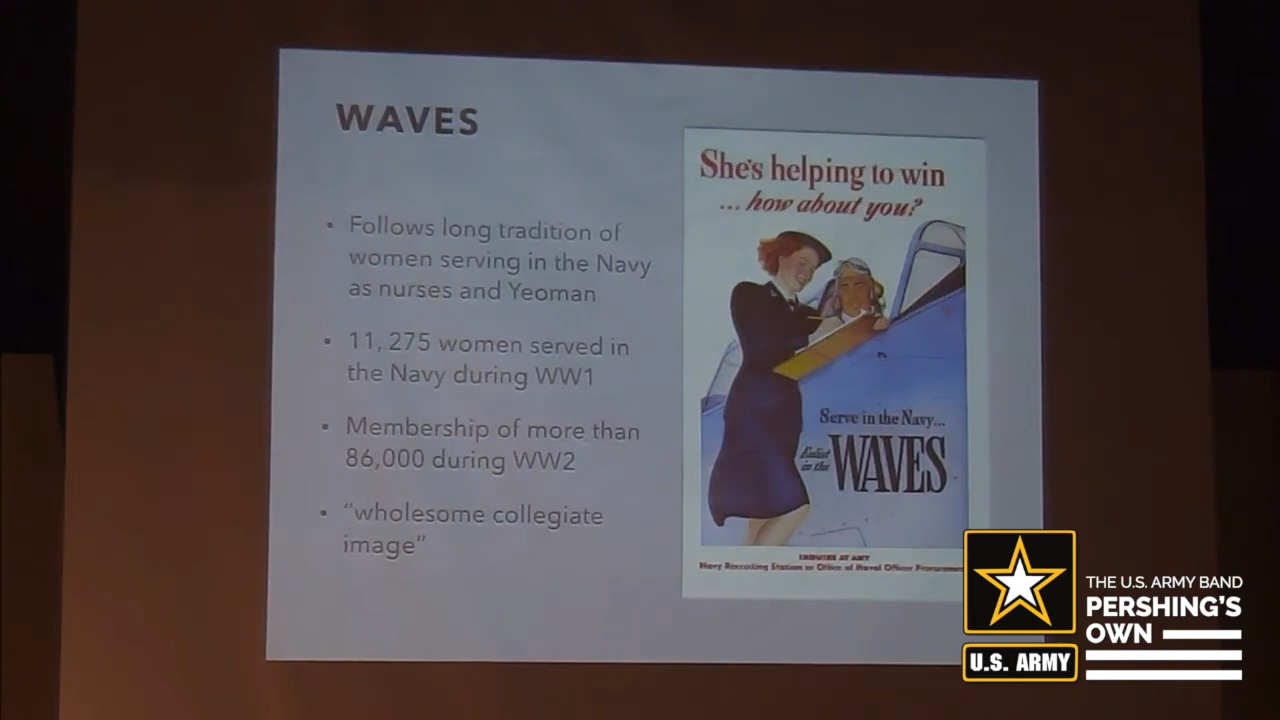 WAVES
• Follows long tradition of
women serving in the Navy
as nurses and Yeoman
• 11, 275 women served in
the Navy during WW1
• Membership of more than
86,000 during WW2
• "wholesome collegiate
image"
She's helping to win
... how about you?
Serve in the Navy...
Enlist
in the
WAVES
ENQUIRE AT ANY
Navy Recruiting Station or Office of Naval Officer Procurement
U.S. ARMY
THE U.S. ARMY BAND
PERSHING'S
OWN